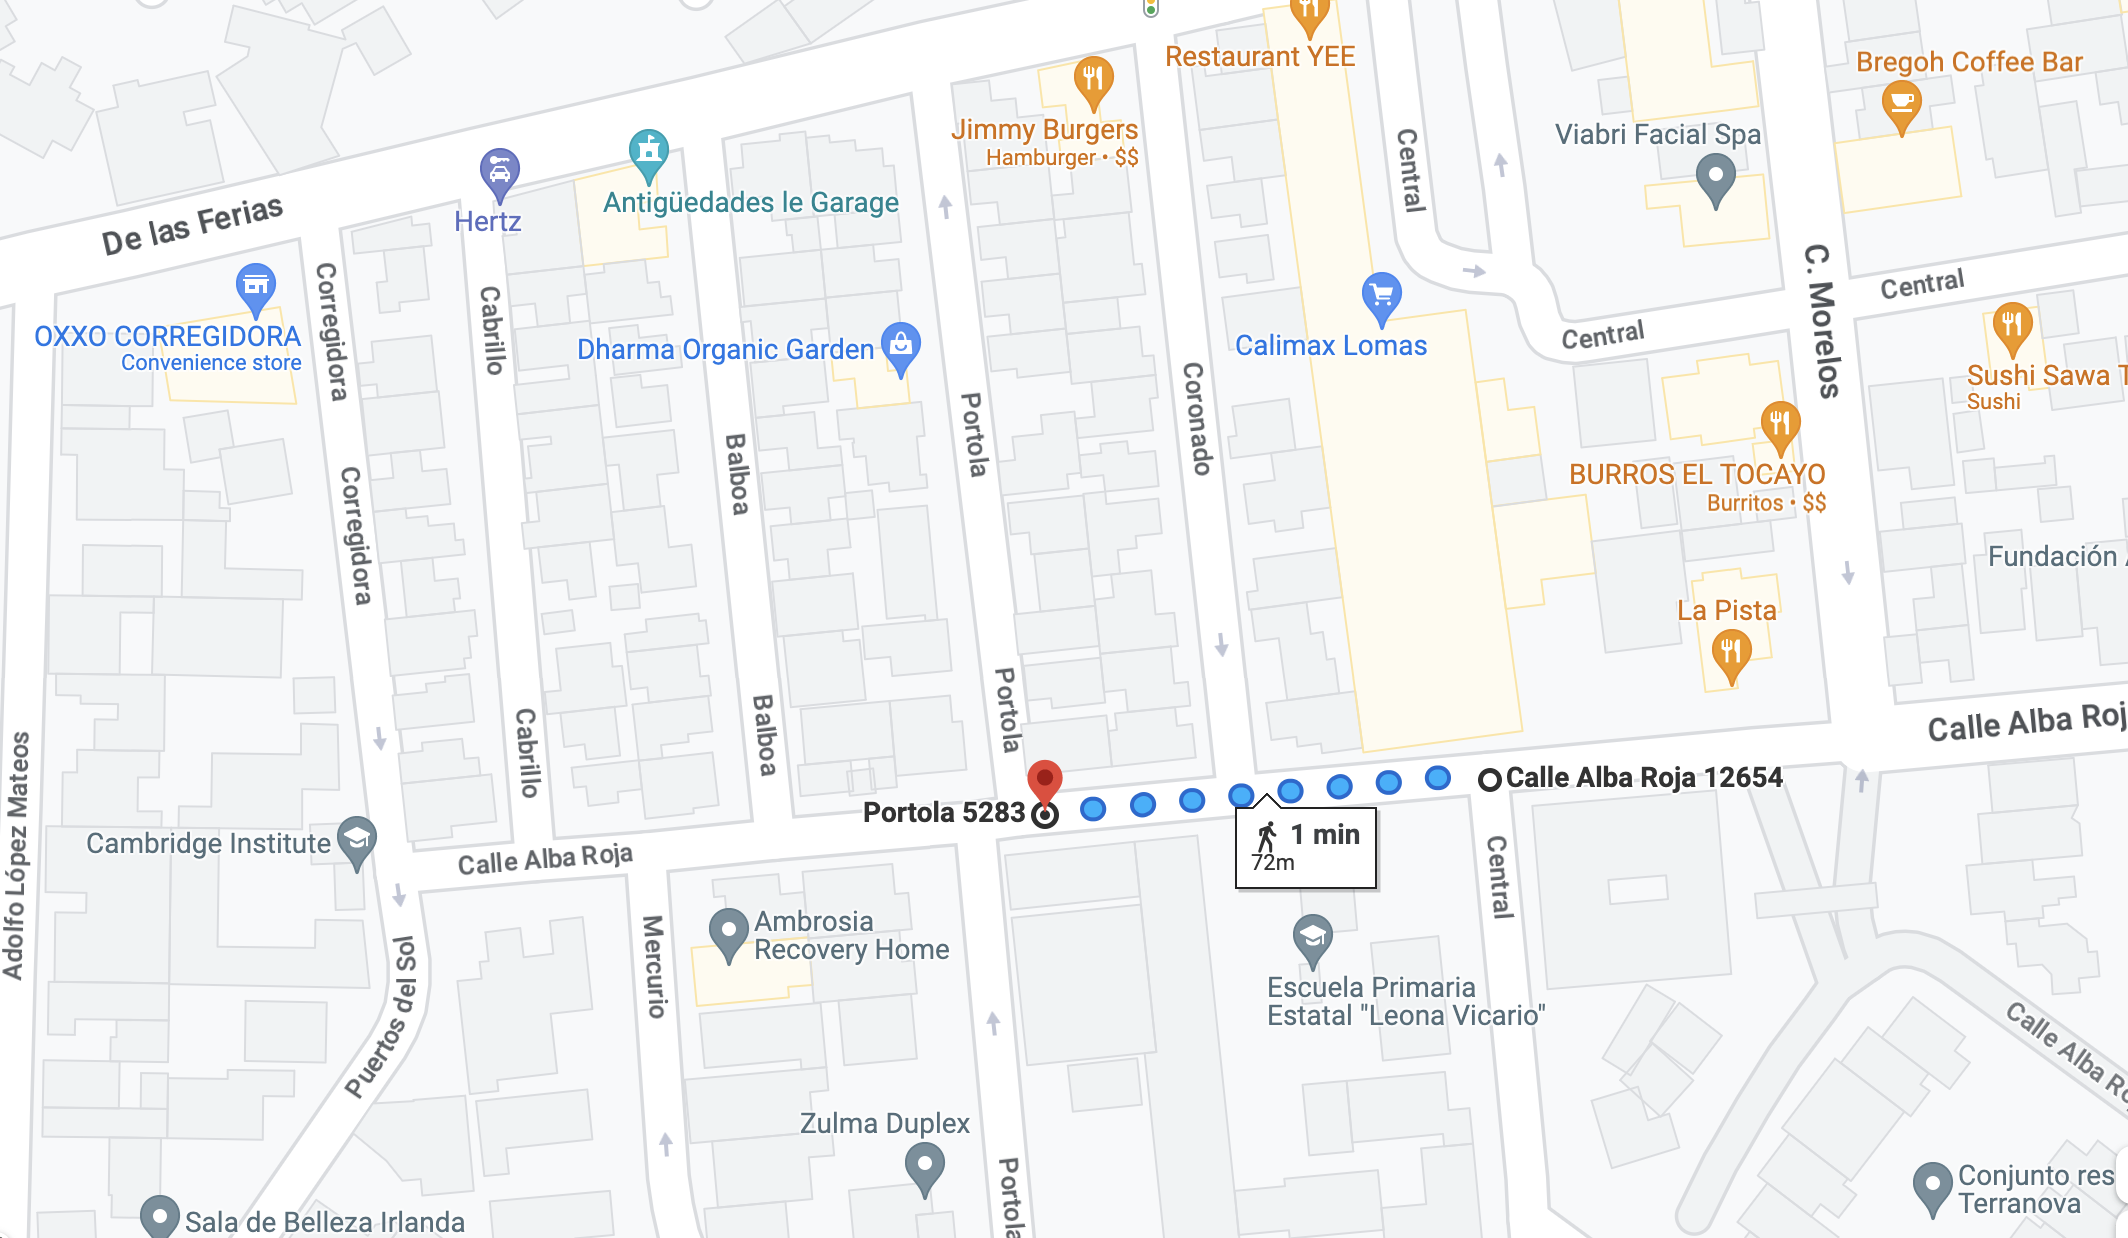 Restaurant YEE
Bregoh Coffee Bar
Jimmy Burgers
Hamburger • $$
Viabri Facial Spa
Central
De las Ferias
Hertz
Antigüedades le Garage
Corregidora
Cabrillo
OXXO CORREGIDORA
Convenience store
Dharma Organic Garden
Calimax Lomas
Central
Central
C. Morelos
Sushi Sawa T
Sushi
Portola
Coronado
Balboa
Corregidora
BURROS EL TOCAYO
Burritos • $$
Fundación
La Pista
Portola
Balboa
Cabrillo
Calle Alba Roj
Calle Alba Roja 12654
Portola 5283
1 min
72m
Adolfo López Mateos
Cambridge Institute
Calle Alba Roja
Central
Mercurio
Ambrosia
Recovery Home
Puertos del Sol
Escuela Primaria
Estatal "Leona Vicario"
Calle Alba Ro
Zulma Duplex
Portola
Conjunto res
Terranova
Sala de Belleza Irlanda